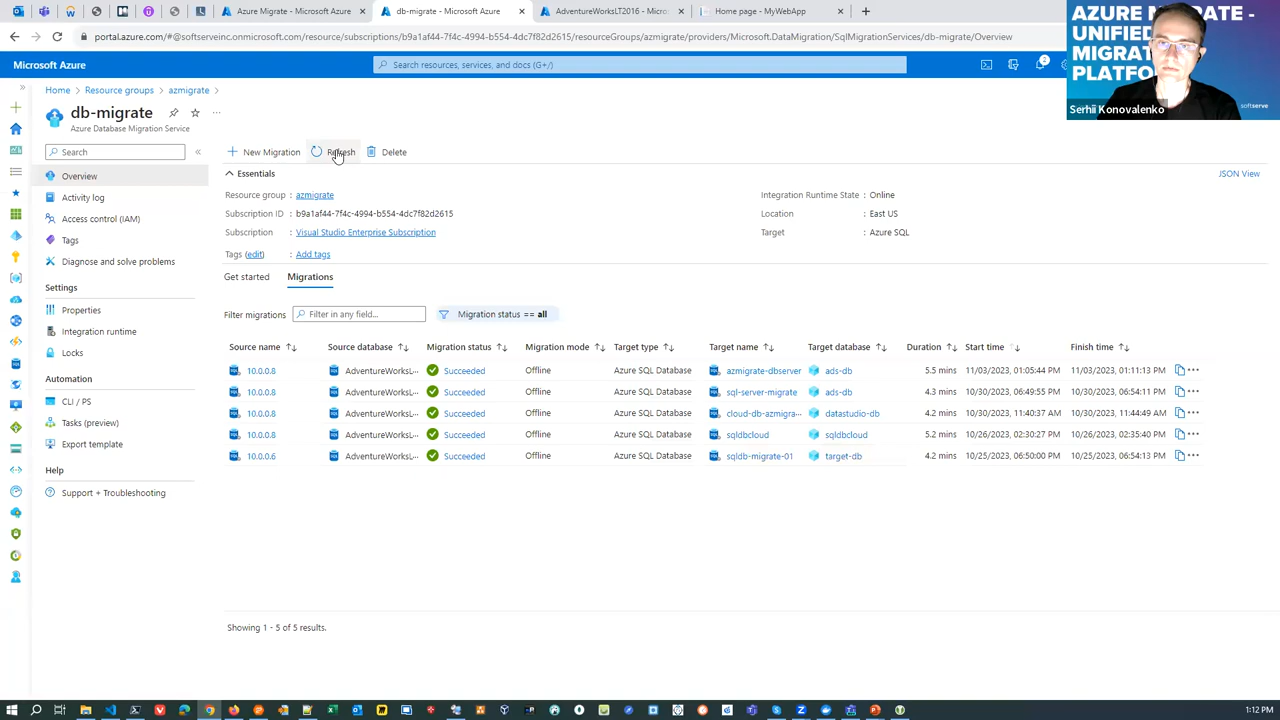 Azure Migrate - Microsoft Azure
db-migrate - Microsoft Azure
AdventureWorksLT2016 - Micros
Home page - MyWebApp
portal.azure.com/#@softserveinc.onmicrosoft.com/resource/subscriptions/b9a1af44-7f4c-4994-b554-4dc7f82d2615/resourceGroups/azmigrate/providers/Microsoft.DataMigration/SqlMigrationServices/db-migrate/Overview
Microsoft Azure
Search resources, services, and docs (G+/)
2
AZURE
-
UNIFIED
MIGRAT
PLATFO
Serhii Konovalenko
softserve
Home > Resource groups > azmigrate >
db-migrate
Azure Database Migration Service
Search
New Migration
Refresh
Delete
Overview
Activity log
Access control (IAM)
Tags
Diagnose and solve problems
Settings
Properties
Integration runtime
Locks
Automation
CLI / PS
Tasks (preview)
Export template
Help
Support + Troubleshooting
Essentials
JSON View
Resource group : azmigrate
Subscription ID : b9a1af44-7f4c-4994-b554-4dc7f82d2615
Subscription : Visual Studio Enterprise Subscription
Tags (edit) : Add tags
Integration Runtime State : Online
Location : East US
Target : Azure SQL
Get started
Migrations
Filter migrations
Filter in any field...
Migration status == all
Source name Source database Migration status Migration mode Target type Target name Target database Duration Start time Finish time
10.0.0.8 AdventureWorksL... Succeeded Offline Azure SQL Database azmigrate-dbserver ads-db 5.5 mins 11/03/2023, 01:05:44 PM 11/03/2023, 01:11:13 PM
10.0.0.8 AdventureWorksL... Succeeded Offline Azure SQL Database sql-server-migrate ads-db 4.3 mins 10/30/2023, 06:49:55 PM 10/30/2023, 06:54:11 PM
10.0.0.8 AdventureWorksL... Succeeded Offline Azure SQL Database cloud-db-azmigra... datastudio-db 4.2 mins 10/30/2023, 11:40:37 AM 10/30/2023, 11:44:49 AM
10.0.0.8 AdventureWorksL... Succeeded Offline Azure SQL Database sqldbcloud sqldbcloud 5.2 mins 10/26/2023, 02:30:27 PM 10/26/2023, 02:35:40 PM
10.0.0.6 AdventureWorksL... Succeeded Offline Azure SQL Database sqldb-migrate-01 target-db 4.2 mins 10/25/2023, 06:50:00 PM 10/25/2023, 06:54:13 PM
Showing 1 - 5 of 5 results.
1:12 PM